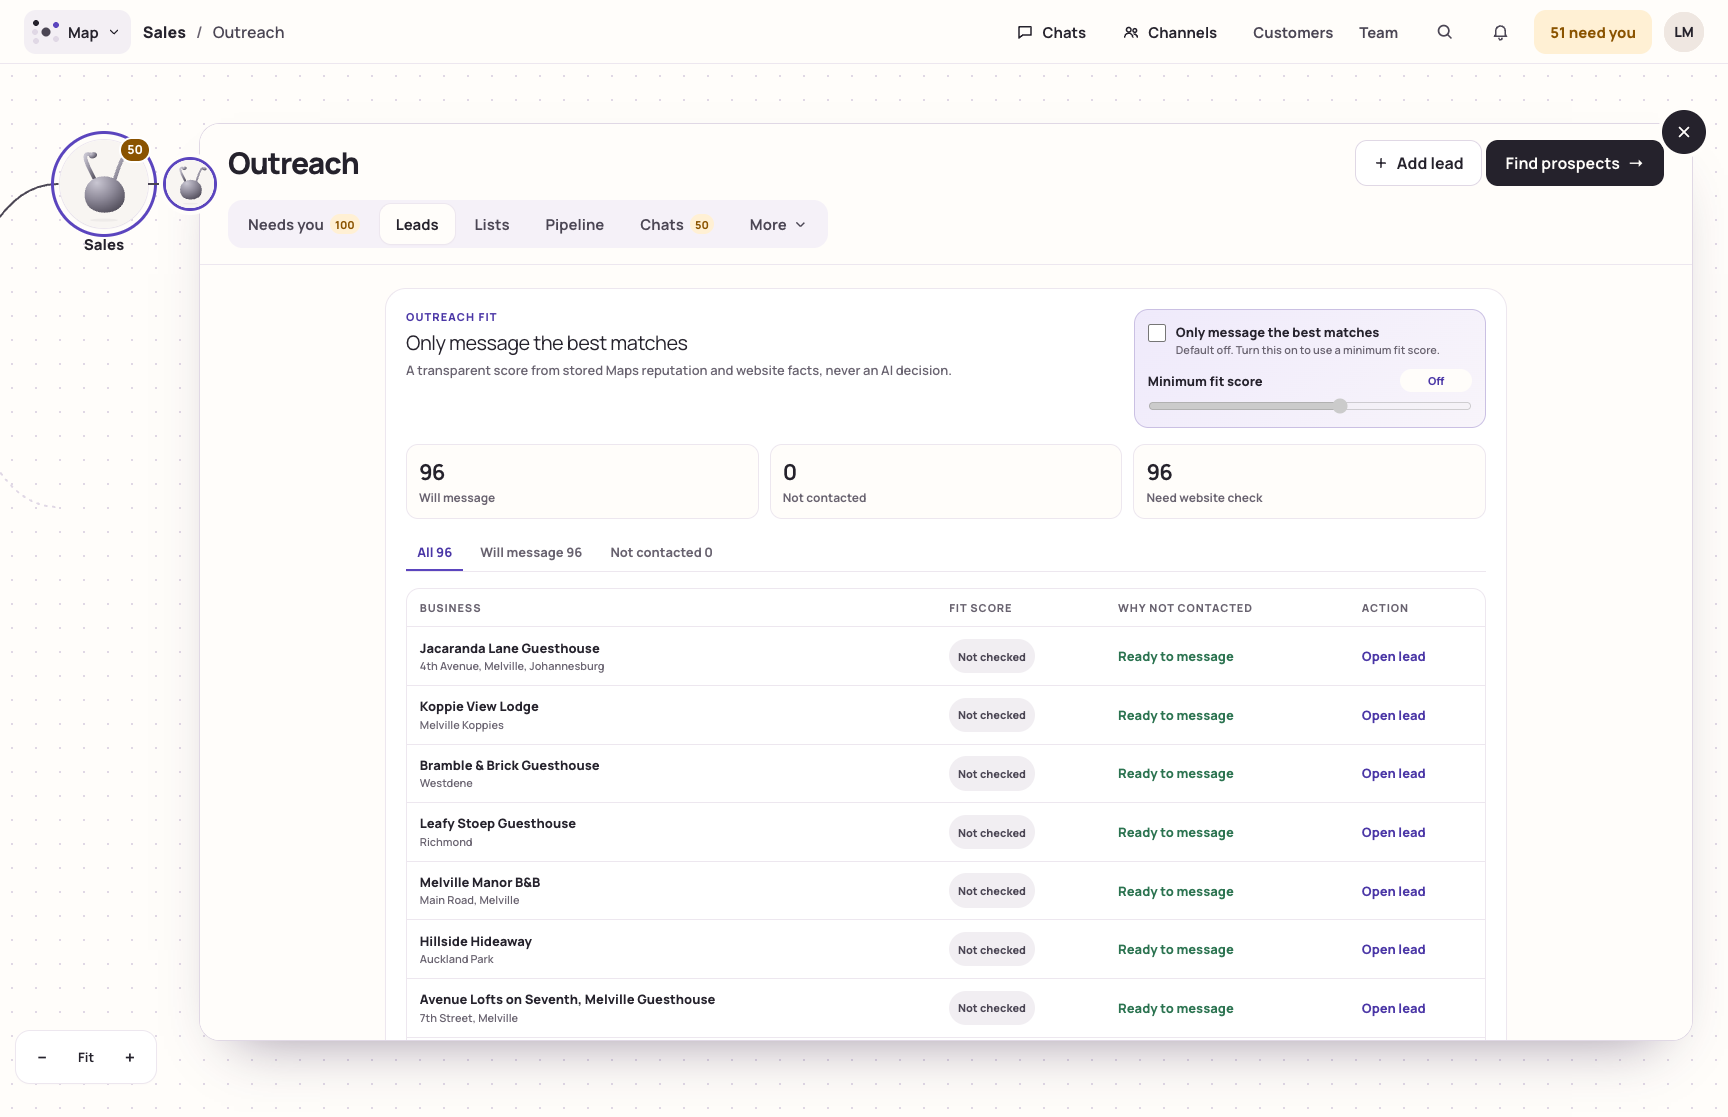 Map
Sales / Outreach
Chats
Channels
Customers
Team
51 need you
LM
50
Sales
Outreach
+ Add lead
Find prospects →
Needs you 100
Leads
Lists
Pipeline
Chats 50
More
OUTREACH FIT
Only message the best matches
A transparent score from stored Maps reputation and website facts, never an AI decision.
Only message the best matches
Default off. Turn this on to use a minimum fit score.
Minimum fit score
Off
96
Will message
0
Not contacted
96
Need website check
All 96
Will message 96
Not contacted 0
BUSINESS
FIT SCORE
WHY NOT CONTACTED
ACTION
Jacaranda Lane Guesthouse
4th Avenue, Melville, Johannesburg
Not checked
Ready to message
Open lead
Koppie View Lodge
Melville Koppies
Not checked
Ready to message
Open lead
Bramble & Brick Guesthouse
Westdene
Not checked
Ready to message
Open lead
Leafy Stoep Guesthouse
Richmond
Not checked
Ready to message
Open lead
Melville Manor B&B
Main Road, Melville
Not checked
Ready to message
Open lead
Hillside Hideaway
Auckland Park
Not checked
Ready to message
Open lead
Avenue Lofts on Seventh, Melville Guesthouse
7th Street, Melville
Not checked
Ready to message
Open lead
− Fit +